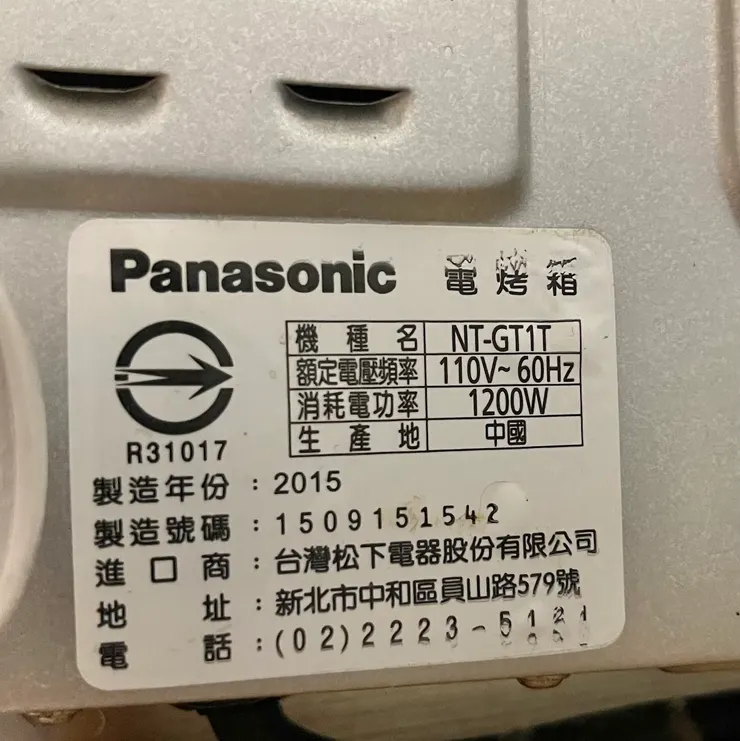 Panasonic 電烤箱
機種名 NT-GT1T
額定電壓頻率 110V~60Hz
消耗電功率 1200W
生產地 中國
R31017
製造年份：2015
製造號碼：1509151542
進口商：台灣松下電器股份有限公司
地址：新北市中和區員山路579號
電話：(02)2223-5121